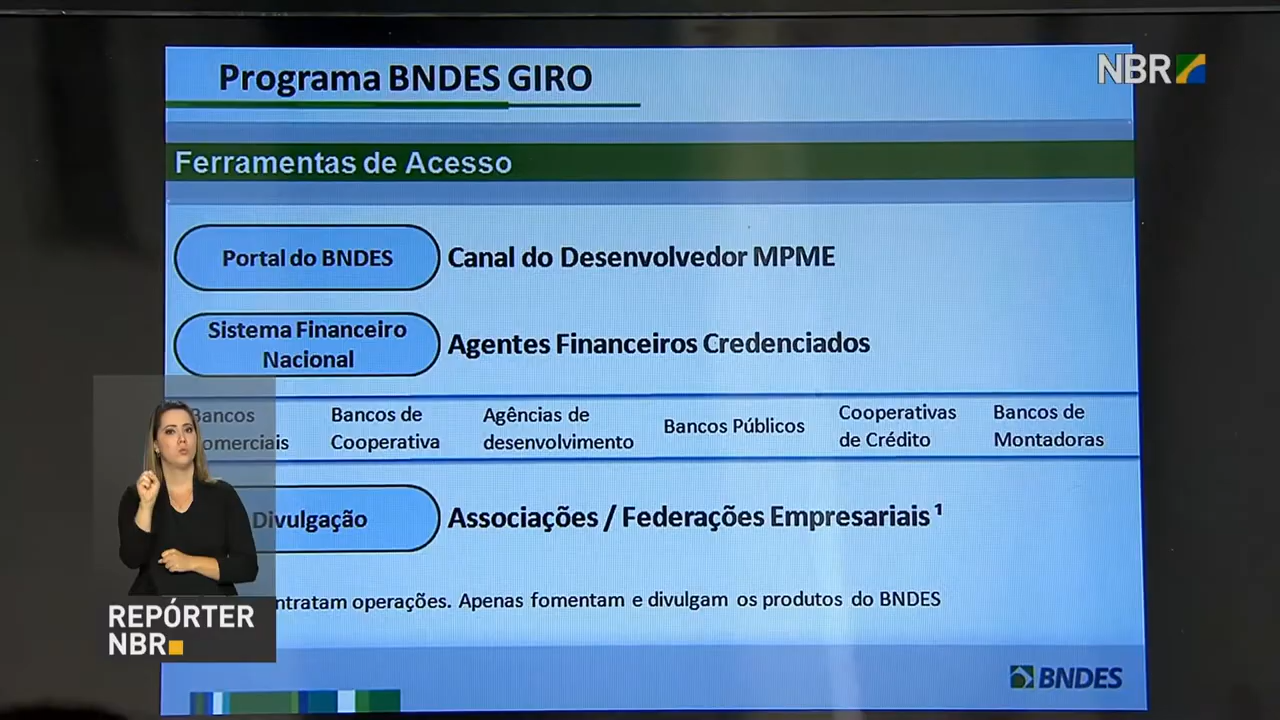 Programa BNDES GIRO
NBR
Ferramentas de Acesso
Portal do BNDES
Canal do Desenvolvedor MPME
Sistema Financeiro
Nacional
Agentes Financeiros Credenciados
Bancos
Comerciais
Bancos de
Cooperativa
Agências de
desenvolvimento
Bancos Públicos
Cooperativas
de Crédito
Bancos de
Montadoras
Divulgação
Associações / Federações Empresariais ¹
operações. Apenas fomentam e divulgam os produtos do BNDES
REPÓRTER
NBR
BNDES